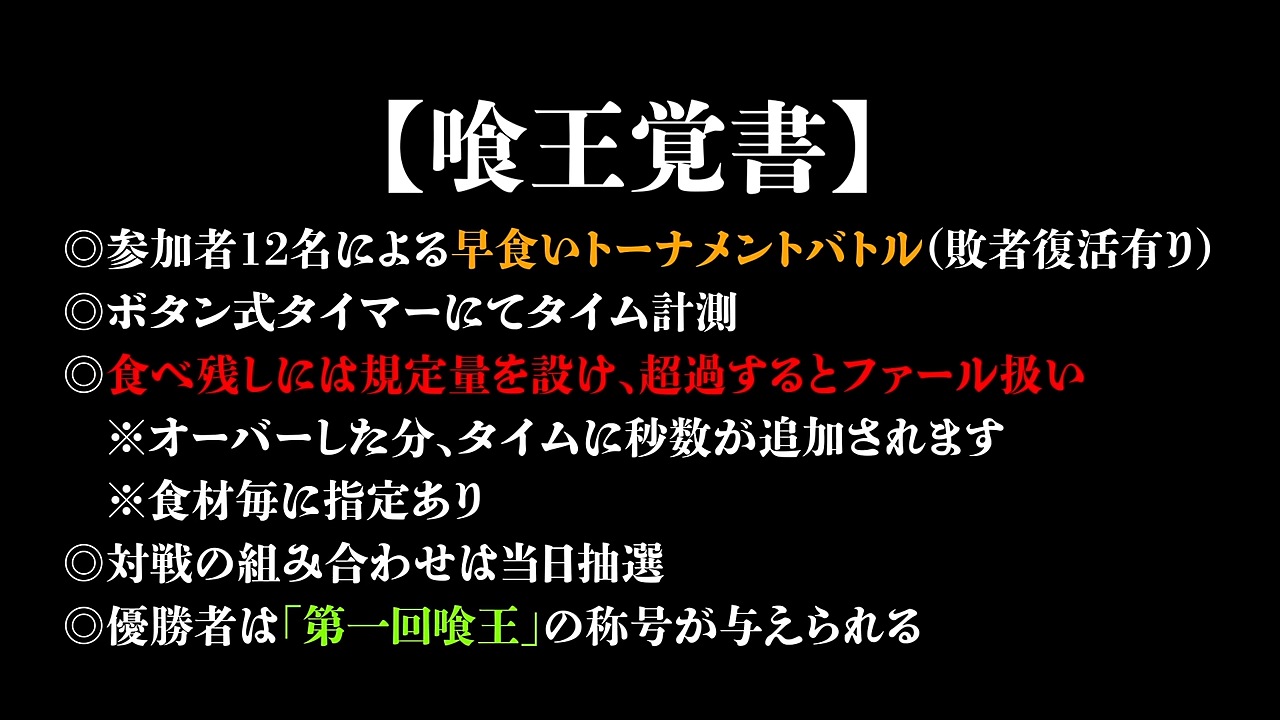 【喰王覚書】
◎参加者12名による早食いトーナメントバトル(敗者復活有り)
◎ボタン式タイマーにてタイム計測
◎食べ残しには規定量を設け、超過するとファール扱い
※オーバーした分、タイムに秒数が追加されます
※食材毎に指定あり
◎対戦の組み合わせは当日抽選
◎優勝者は「第一回喰王」の称号が与えられる